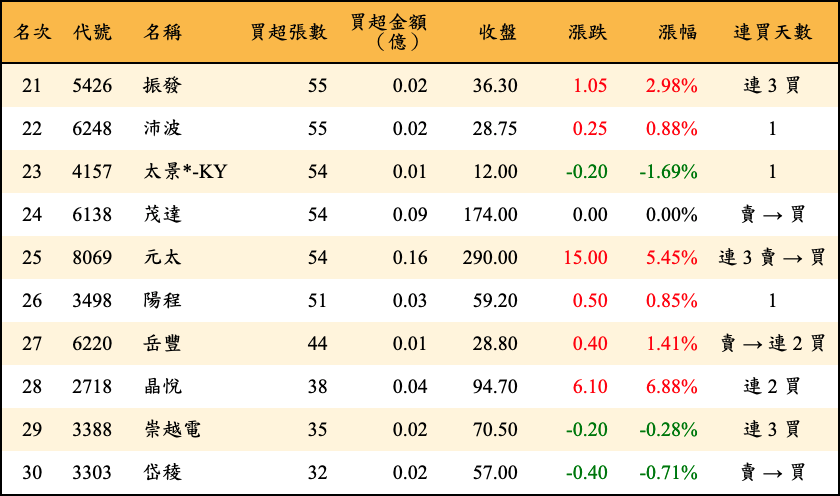 名次 代號 名稱 買超張數 買超金額（億） 收盤 漲跌 漲幅 連買天數
21 5426 振發 55 0.02 36.30 1.05 2.98% 連 3 買
22 6248 沛波 55 0.02 28.75 0.25 0.88% 1
23 4157 太景*-KY 54 0.01 12.00 -0.20 -1.69% 1
24 6138 茂達 54 0.09 174.00 0.00 0.00% 賣 → 買
25 8069 元太 54 0.16 290.00 15.00 5.45% 連 3 賣 → 買
26 3498 陽程 51 0.03 59.20 0.50 0.85% 1
27 6220 岳豐 44 0.01 28.80 0.40 1.41% 賣 → 連 2 買
28 2718 晶悅 38 0.04 94.70 6.10 6.88% 連 2 買
29 3388 崇越電 35 0.02 70.50 -0.20 -0.28% 連 3 買
30 3303 岱稜 32 0.02 57.00 -0.40 -0.71% 賣 → 買